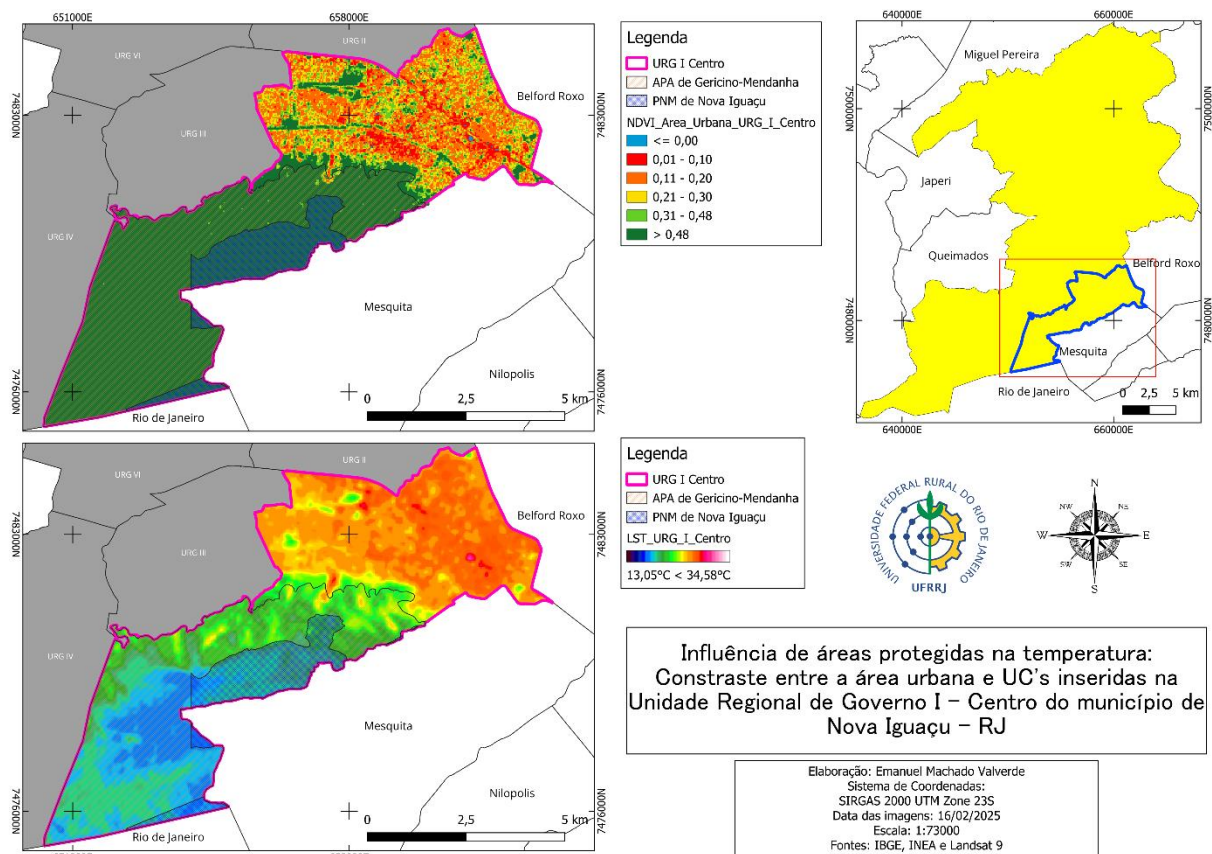 651000E
658000E
URG VI
URG II
URG III
URG IV
Belford Roxo
Mesquita
Nilopolis
Rio de Janeiro
7483000N
7476000N
7483000N
7476000N
0 2,5 5 km
Legenda
URG I Centro
APA de Gericino-Mendanha
PNM de Nova Iguaçu
NDVI_Area_Urbana_URG_I_Centro
<= 0,00
0,01 - 0,10
0,11 - 0,20
0,21 - 0,30
0,31 - 0,48
> 0,48
640000E
660000E
Miguel Pereira
Japeri
Queimados
Belford Roxo
Mesquita
Rio de Janeiro
7500000N
7480000N
7500000N
7480000N
0 2,5 5 km
640000E
660000E
URG VI
URG II
URG III
URG IV
Belford Roxo
Mesquita
Nilopolis
Rio de Janeiro
7483000N
7476000N
7483000N
7476000N
0 2,5 5 km
Legenda
URG I Centro
APA de Gericino-Mendanha
PNM de Nova Iguaçu
LST_URG_I_Centro
13,05°C < 34,58°C
UNIVERSIDADE FEDERAL RURAL DO RIO DE JANEIRO
UFRRJ
N
NW
NE
W
E
SW
SE
S
Influência de áreas protegidas na temperatura:
Constraste entre a área urbana e UC's inseridas na
Unidade Regional de Governo I – Centro do município de
Nova Iguaçu – RJ
Elaboração: Emanuel Machado Valverde
Sistema de Coordenadas:
SIRGAS 2000 UTM Zone 23S
Data das imagens: 16/02/2025
Escala: 1:73000
Fontes: IBGE, INEA e Landsat 9